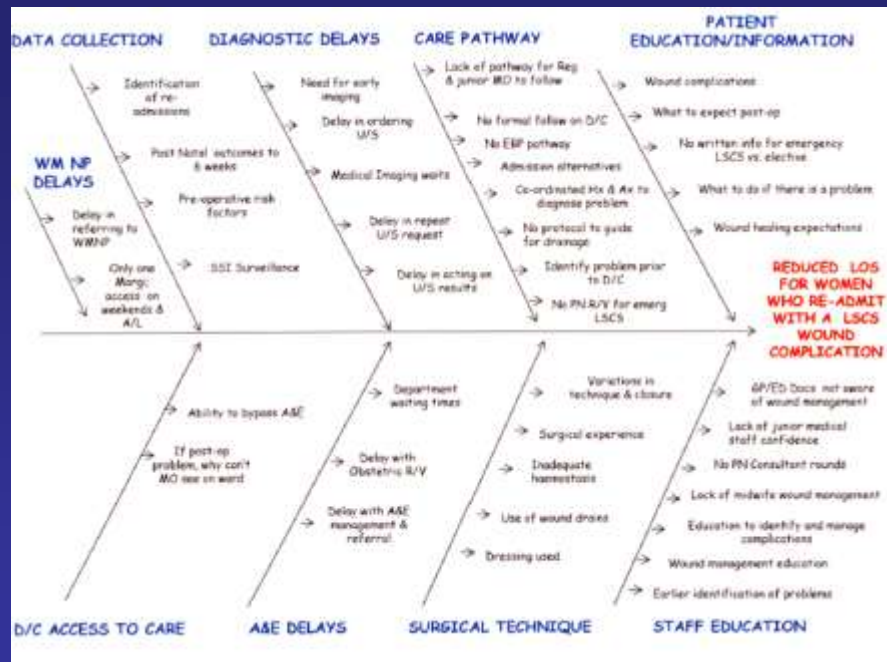 DATA COLLECTION
Identification
of re-
admissions
Post Natal outcomes to
6 weeks
Pre-operative risk
factors
SSI Surveillance
WM NP
DELAYS
Delay in
referring to
WMNP
Only one
Margi;
access on
weekends &
A/L
DIAGNOSTIC DELAYS
Need for early
imaging
Delay in ordering
U/S
Medical Imaging waits
Delay in repeat
U/S request
Delay in acting on
U/S results
CARE PATHWAY
Lack of pathway for Reg
& junior MO to follow
No formal follow on D/C
No EBP pathway
Admission alternatives
Co-ordinated Hx & Ax to
diagnose problem
No protocol to guide
for drainage
Identify problem prior
to D/C
No PN R/V for emerg
LSCS
PATIENT
EDUCATION/INFORMATION
Wound complications
What to expect post-op
No written info for emergency
LSCS vs. elective
What to do if there is a problem
Wound healing expectations
REDUCED LOS
FOR WOMEN
WHO RE-ADMIT
WITH A LSCS
WOUND
COMPLICATION
Ability to bypass A&E
If post-op
problem, why can't
MO see on ward
D/C ACCESS TO CARE
Department
waiting times
Delay with
Obstetric R/V
Delay with A&E
management &
referral
A&E DELAYS
Variations in
technique & closure
Surgical experience
Inadequate
haemostasis
Use of wound drains
Dressing used
SURGICAL TECHNIQUE
GP/ED Docs not aware
of wound management
Lack of junior medical
staff confidence
No PN Consultant rounds
Lack of midwife wound management
Education to identify and manage
complications
Wound management education
Earlier identification of problems
STAFF EDUCATION